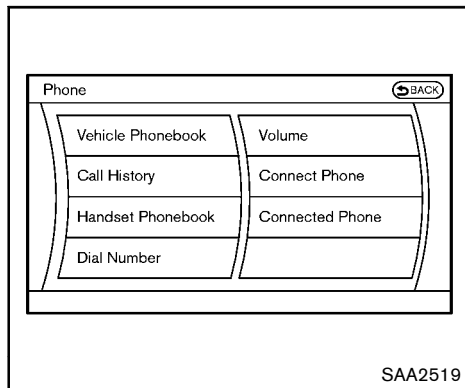 Phone
BACK
Vehicle Phonebook
Volume
Call History
Connect Phone
Handset Phonebook
Connected Phone
Dial Number
SAA2519